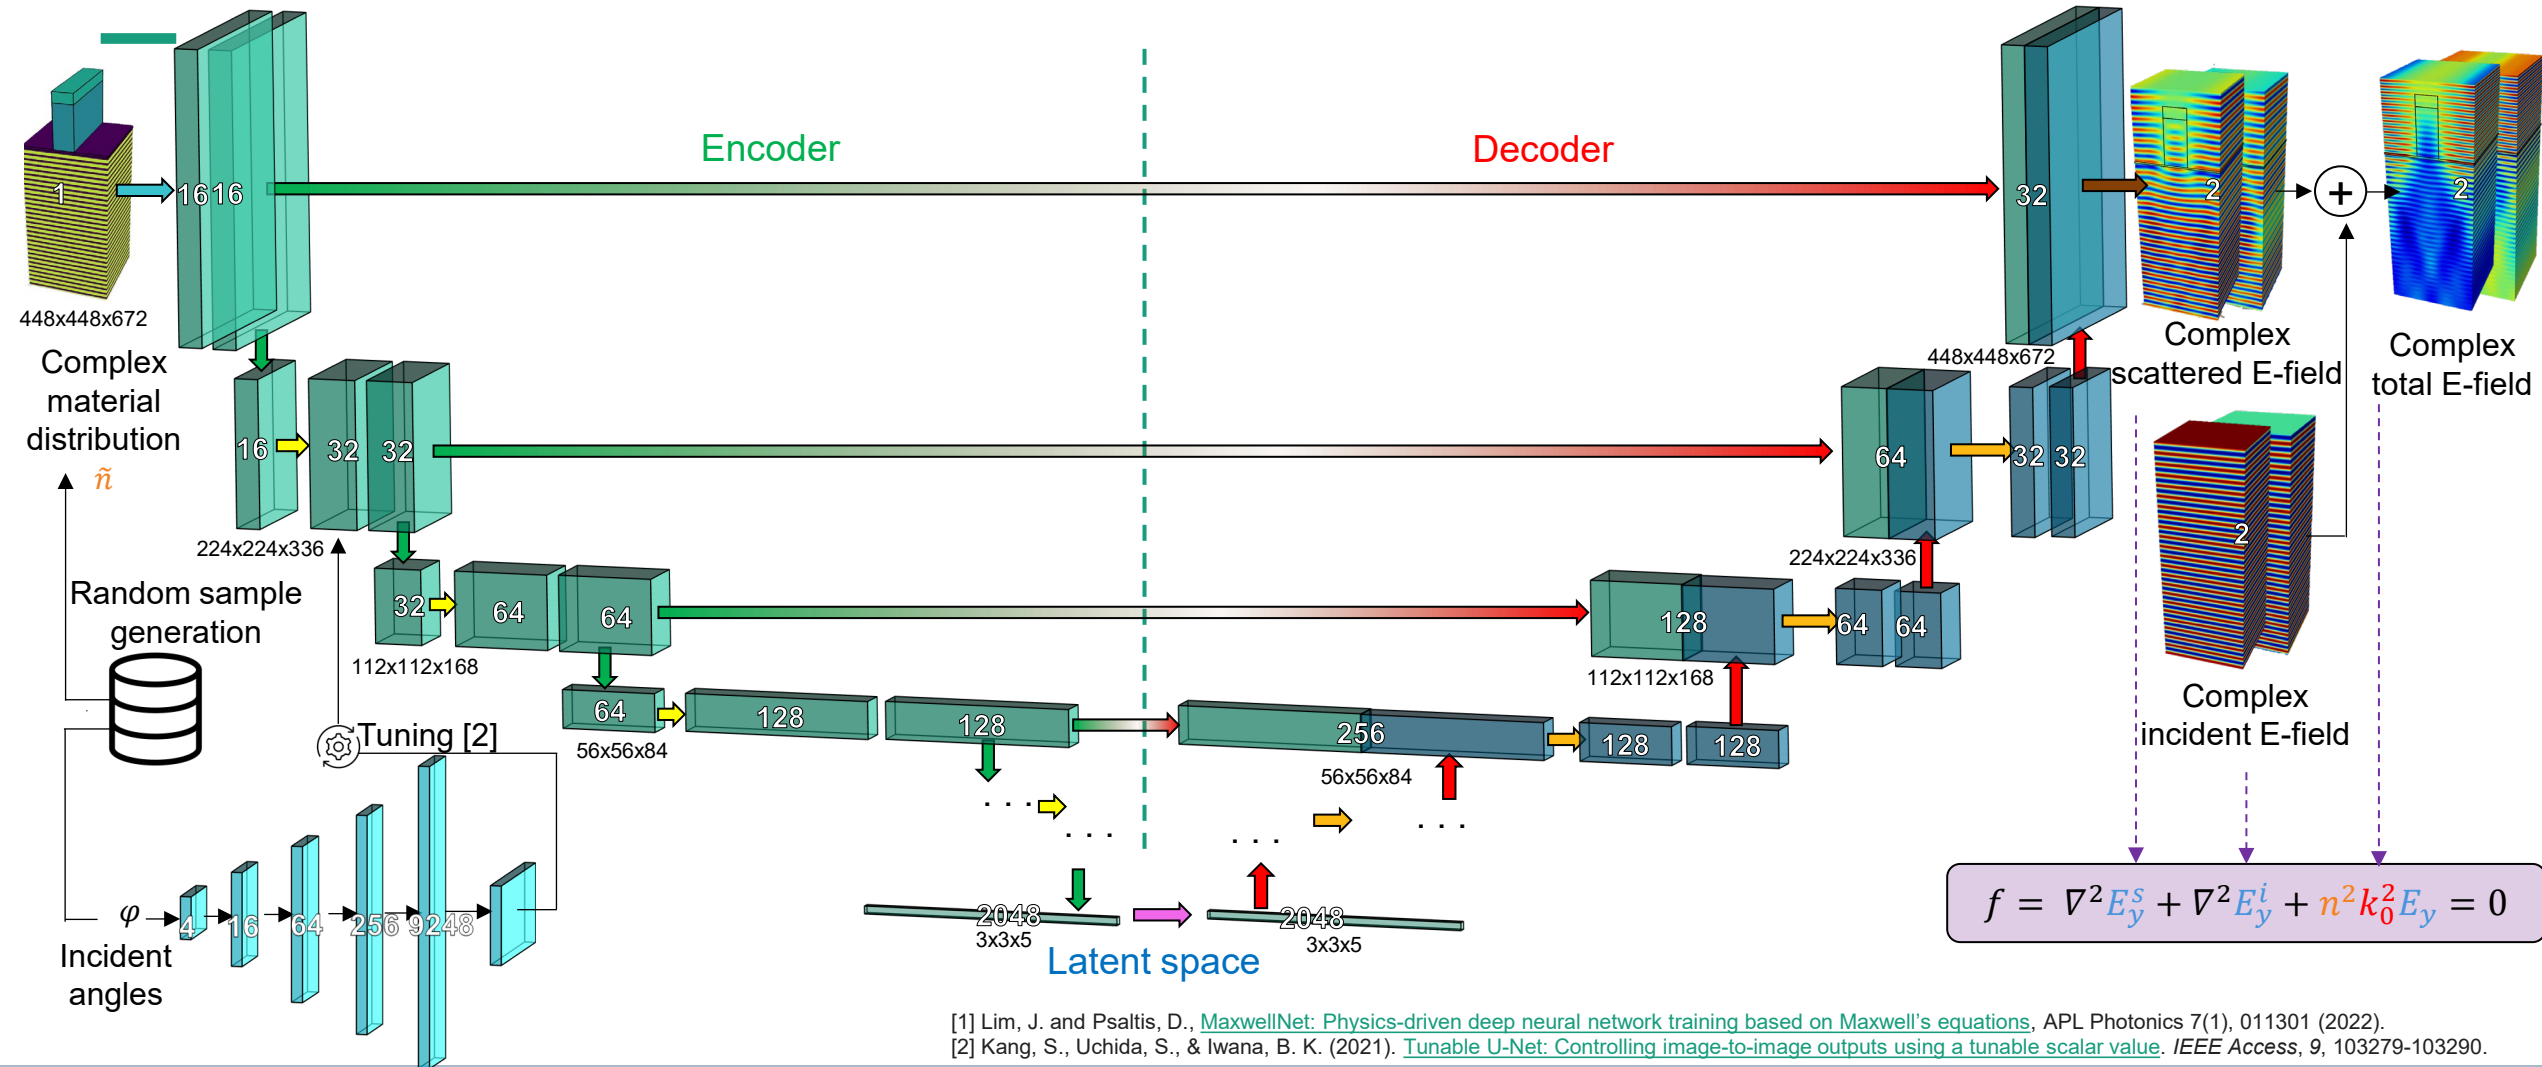 Encoder
Decoder
1
16
16
32
2
+
2
448x448x672
Complex
material
distribution
ñ
448x448x672
Complex
scattered E-field
Complex
total E-field
16
32
32
64
32
32
224x224x336
224x224x336
2
Complex
incident E-field
Random sample
generation
32
64
64
128
64
64
112x112x168
112x112x168
64
128
128
256
128
128
56x56x84
56x56x84
Tuning [2]
. . .
. . .
. . .
. . .
φ
4
16
64
256
9248
Incident
angles
2048
3x3x5
2048
3x3x5
Latent space
f = ∇²E_y^s + ∇²E_y^i + n²k_0²E_y = 0
[1] Lim, J. and Psaltis, D., MaxwellNet: Physics-driven deep neural network training based on Maxwell's equations, APL Photonics 7(1), 011301 (2022).
[2] Kang, S., Uchida, S., & Iwana, B. K. (2021). Tunable U-Net: Controlling image-to-image outputs using a tunable scalar value. IEEE Access, 9, 103279-103290.